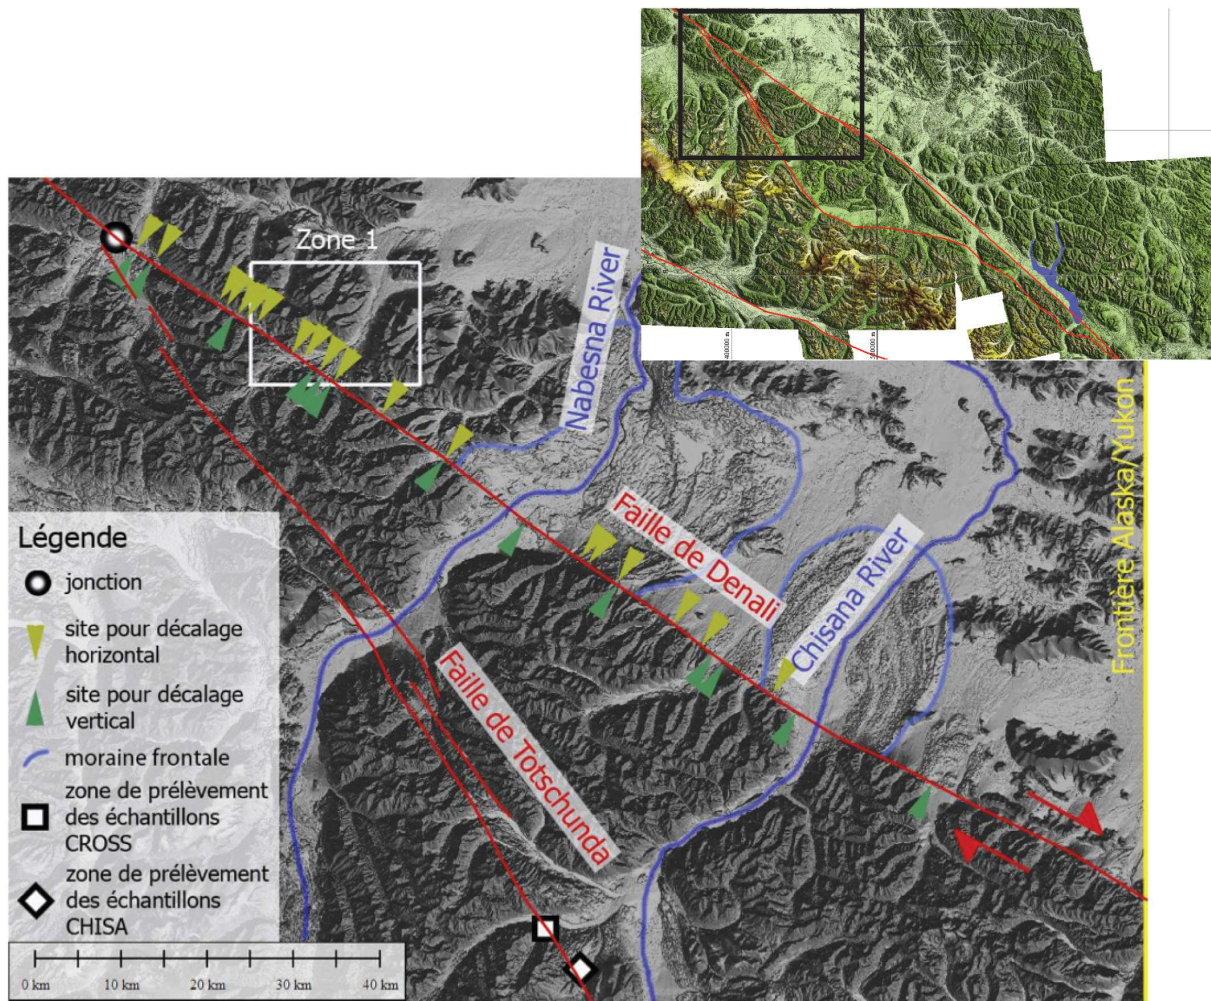 400000 m
Zone 1
Nabesna River
Faille de Denali
Chisana River
Frontière Alaska/Yukon
Faille de Totschunda
Légende
jonction
site pour décalage
horizontal
site pour décalage
vertical
moraine frontale
zone de prélèvement
des échantillons
CROSS
zone de prélèvement
des échantillons
CHISA
0 km 10 km 20 km 30 km 40 km